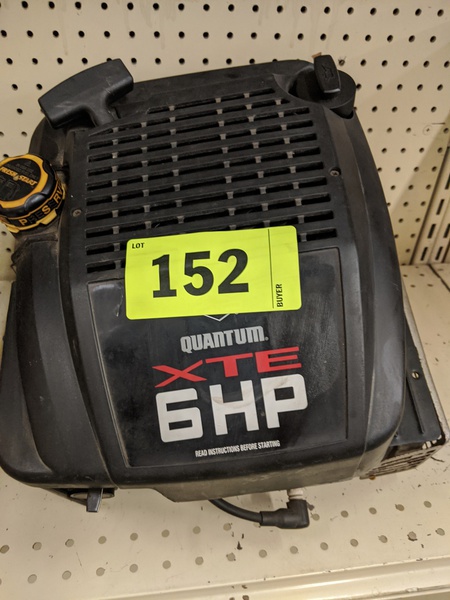 LOT
152
BUYER
QUANTUM
XTE
6HP
READ INSTRUCTIONS BEFORE STARTING